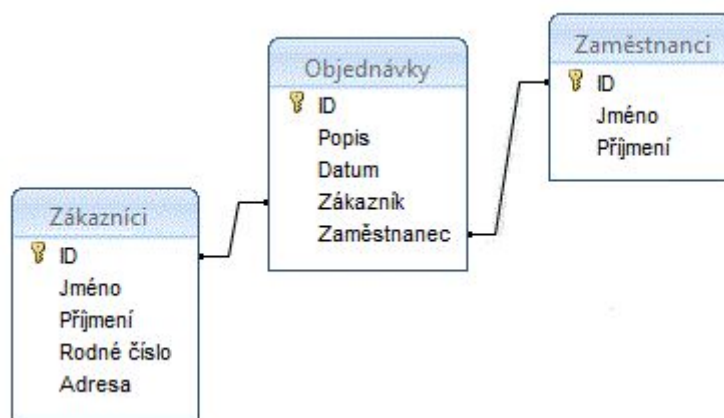 Zákazníci
ID
Jméno
Příjmení
Rodné číslo
Adresa
Objednávky
ID
Popis
Datum
Zákazník
Zaměstnanec
Zaměstnanci
ID
Jméno
Příjmení